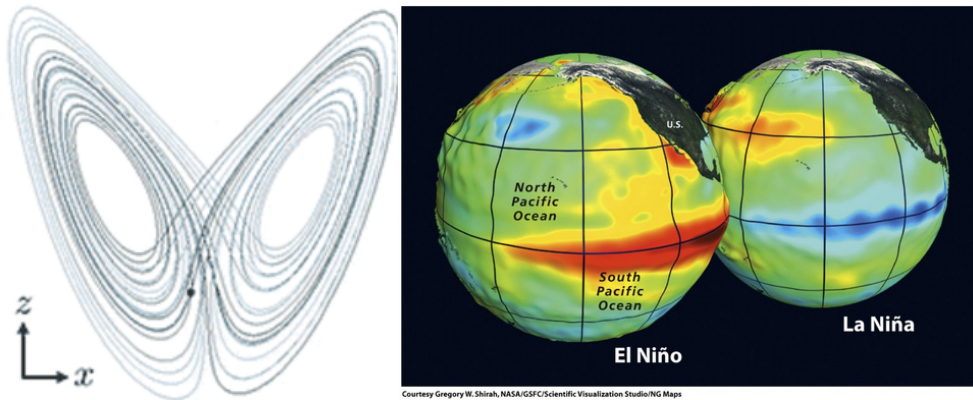 z
x
U.S.
North
Pacific
Ocean
South
Pacific
Ocean
El Niño
La Niña
Courtesy Gregory W. Shirah, NASA/GSFC/Scientific Visualization Studio/NG Maps